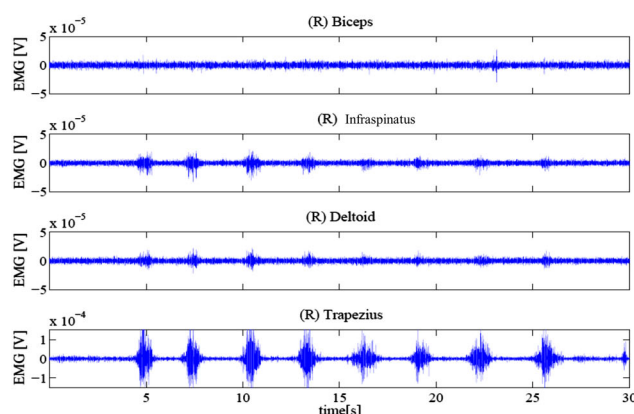 (R) Biceps
x 10⁻⁵
EMG [V]
5
0
−5
(R) Infraspinatus
x 10⁻⁵
EMG [V]
5
0
−5
(R) Deltoid
x 10⁻⁵
EMG [V]
5
0
−5
(R) Trapezius
x 10⁻⁴
EMG [V]
1
0
−1
5 10 15 20 25 30
time[s]